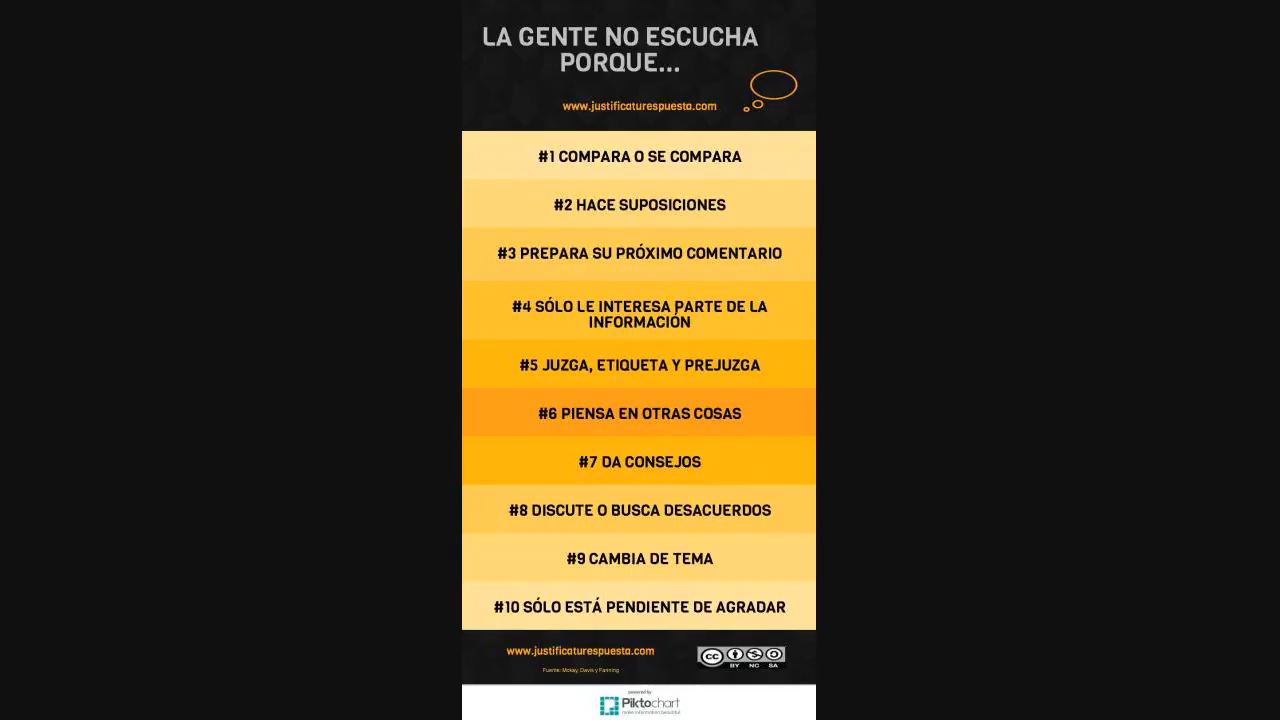 LA GENTE NO ESCUCHA
PORQUE...
www.justificaturespuesta.com
#1 COMPARA O SE COMPARA
#2 HACE SUPOSICIONES
#3 PREPARA SU PRÓXIMO COMENTARIO
#4 SÓLO LE INTERESA PARTE DE LA
INFORMACIÓN
#5 JUZGA, ETIQUETA Y PREJUZGA
#6 PIENSA EN OTRAS COSAS
#7 DA CONSEJOS
#8 DISCUTE O BUSCA DESACUERDOS
#9 CAMBIA DE TEMA
#10 SÓLO ESTÁ PENDIENTE DE AGRADAR
www.justificaturespuesta.com
Fuente: Mckay, Davis y Fanning
CC
BY NC SA
powered by
Piktochart
make information beautiful